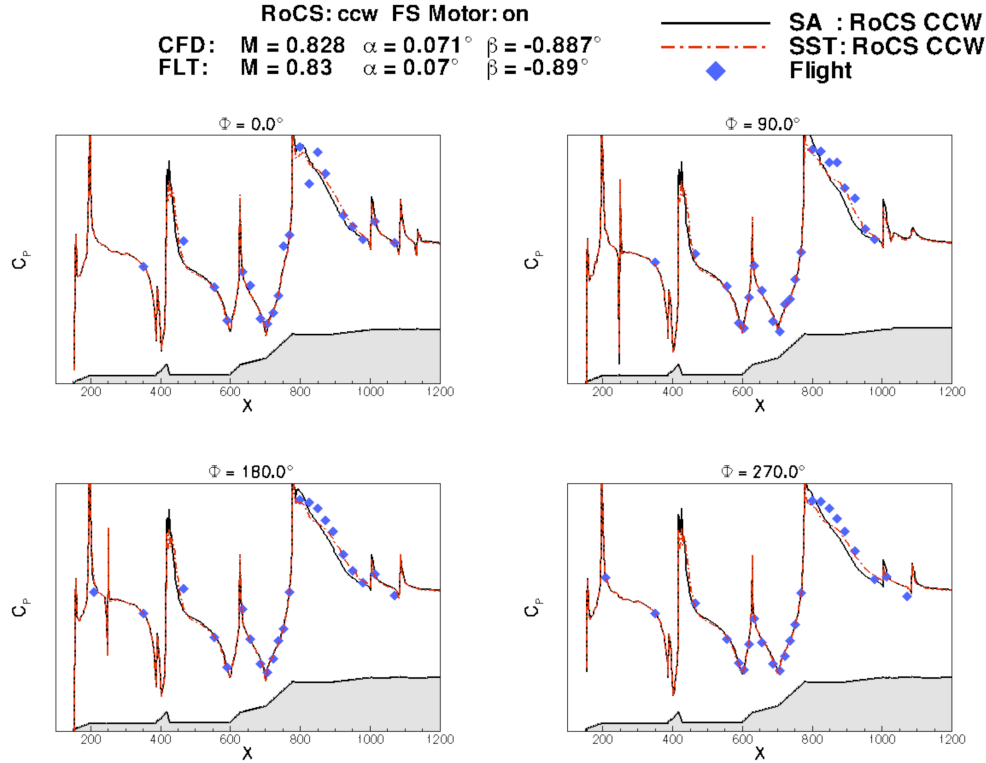 RoCS: ccw FS Motor: on
CFD: M = 0.828 α = 0.071° β = -0.887°
FLT: M = 0.83 α = 0.07° β = -0.89°
SA : RoCS CCW
SST: RoCS CCW
Flight
Φ = 0.0°
Φ = 90.0°
C_P
C_P
200 400 600 800 1000 1200
200 400 600 800 1000 1200
X
X
Φ = 180.0°
Φ = 270.0°
C_P
C_P
200 400 600 800 1000 1200
200 400 600 800 1000 1200
X
X